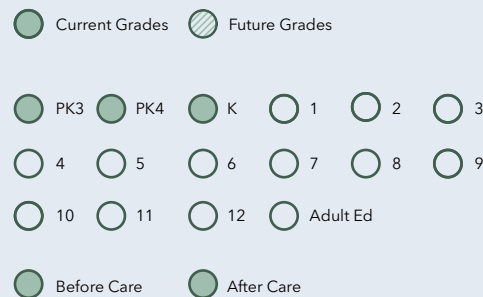 Current Grades Future Grades
PK3 PK4 K 1 2 3
4 5 6 7 8 9
10 11 12 Adult Ed
Before Care After Care